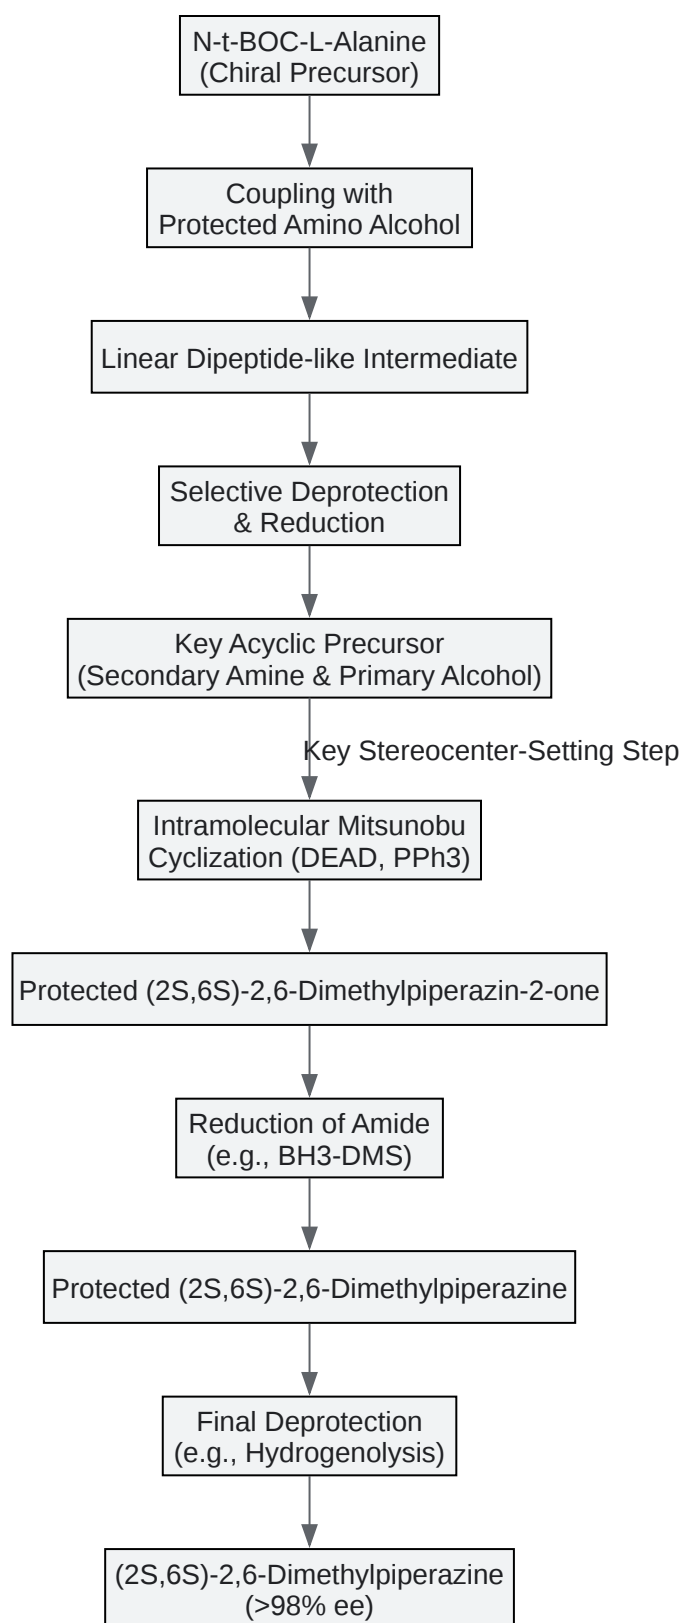 N-t-BOC-L-Alanine
(Chiral Precursor)
Coupling with
Protected Amino Alcohol
Linear Dipeptide-like Intermediate
Selective Deprotection
& Reduction
Key Acyclic Precursor
(Secondary Amine & Primary Alcohol)
Key Stereocenter-Setting Step
Intramolecular Mitsunobu
Cyclization (DEAD, PPh3)
Protected (2S,6S)-2,6-Dimethylpiperazin-2-one
Reduction of Amide
(e.g., BH3-DMS)
Protected (2S,6S)-2,6-Dimethylpiperazine
Final Deprotection
(e.g., Hydrogenolysis)
(2S,6S)-2,6-Dimethylpiperazine
(>98% ee)